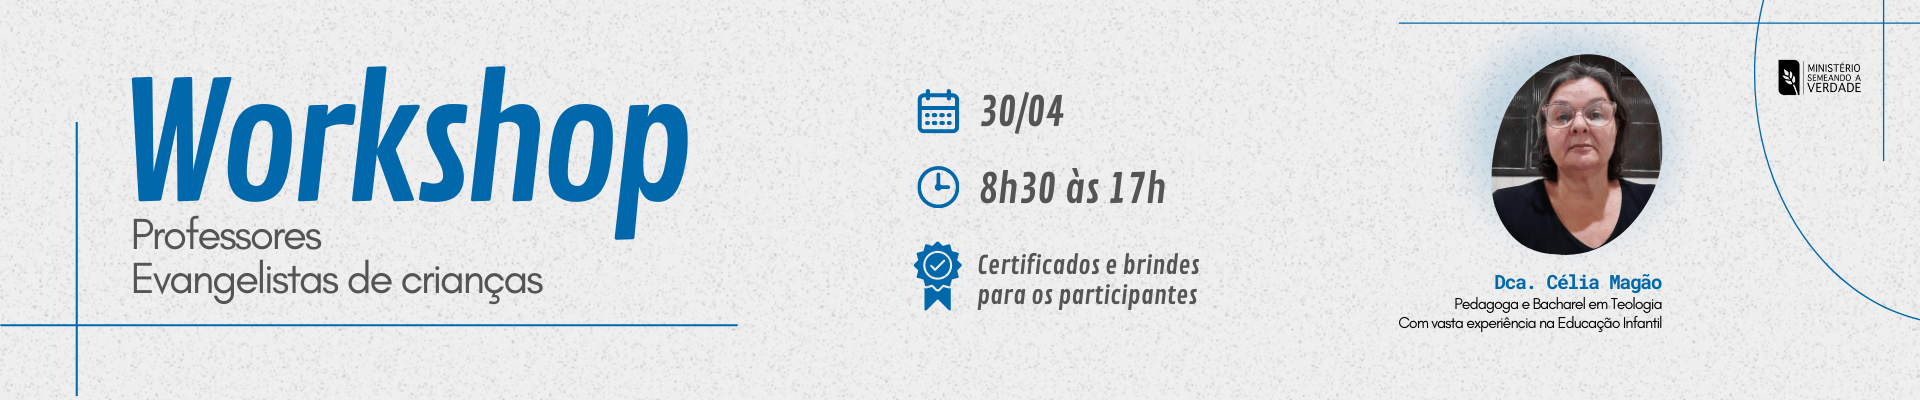 Workshop
Professores
Evangelistas de crianças
30/04
8h30 às 17h
Certificados e brindes
para os participantes
Dca. Célia Magão
Pedagoga e Bacharel em Teologia
Com vasta experiência na Educação Infantil
MINISTÉRIO
SEMEANDO A
VERDADE